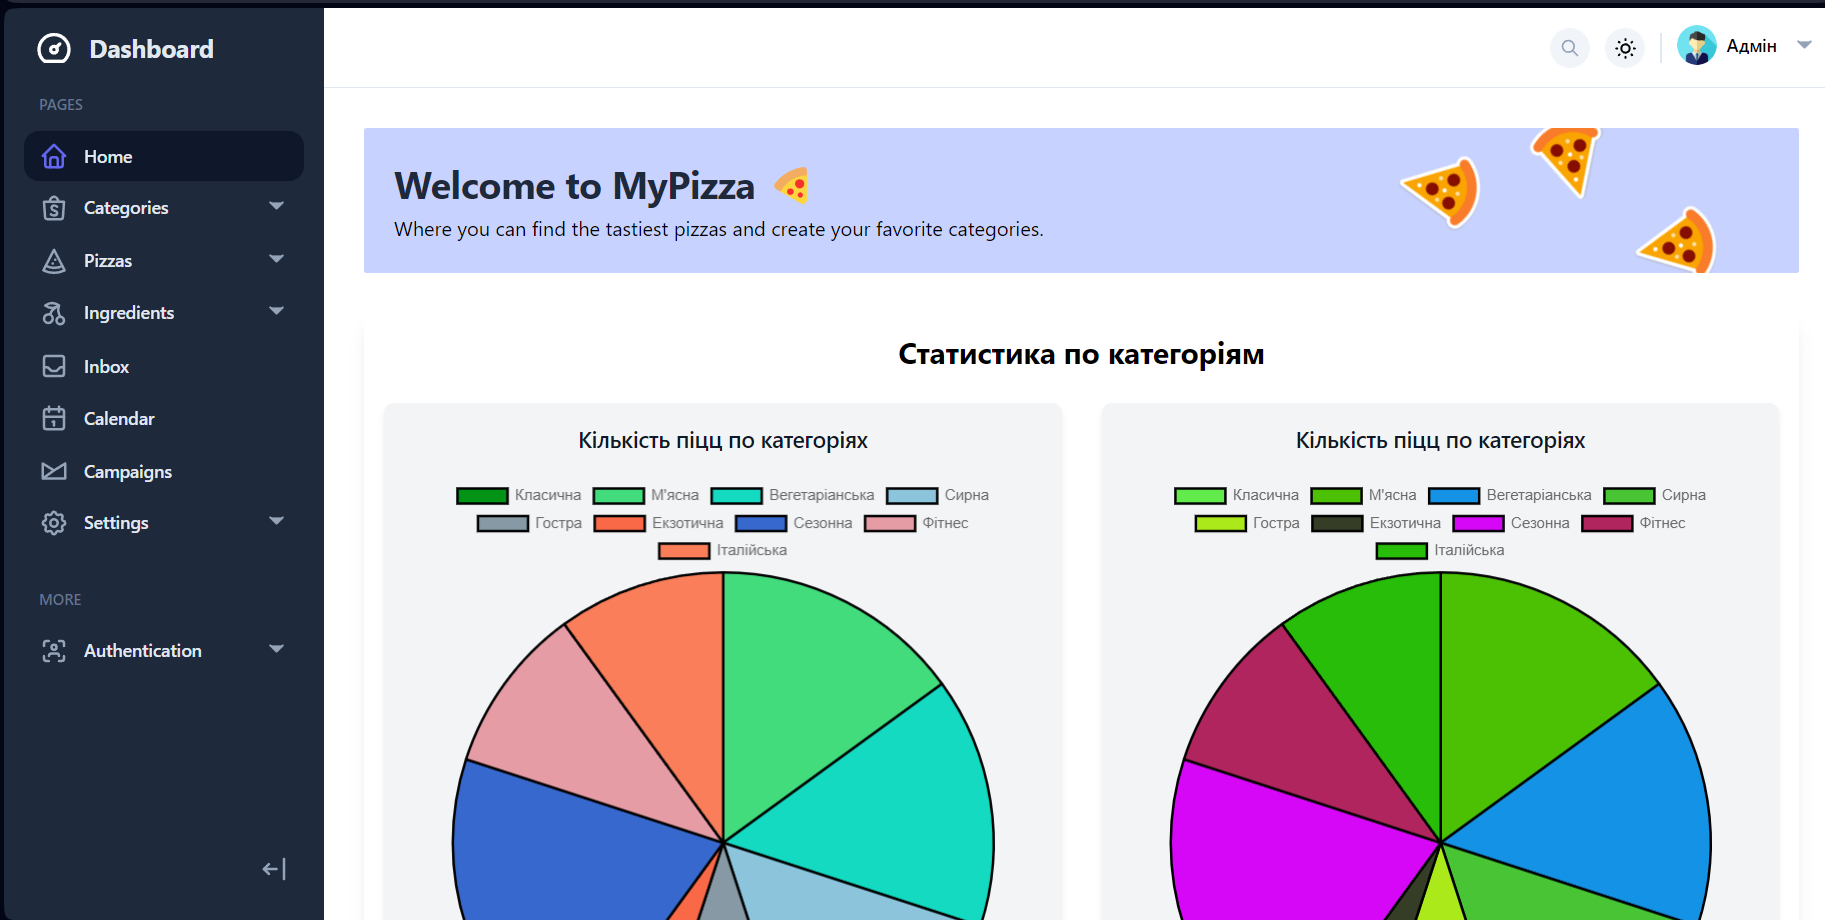 Dashboard
PAGES
Home
Categories
Pizzas
Ingredients
Inbox
1
Calendar
Campaigns
Settings
MORE
Authentication
Адмін
Welcome to MyPizza
Where you can find the tastiest pizzas and create your favorite categories.
Статистика по категоріям
Кількість піцц по категоріях
Класична М'ясна Вегетаріанська Сирна
Гостра Екзотична Сезонна Фітнес
Італійська
Кількість піцц по категоріях
Класична М'ясна Вегетаріанська Сирна
Гостра Екзотична Сезонна Фітнес
Італійська